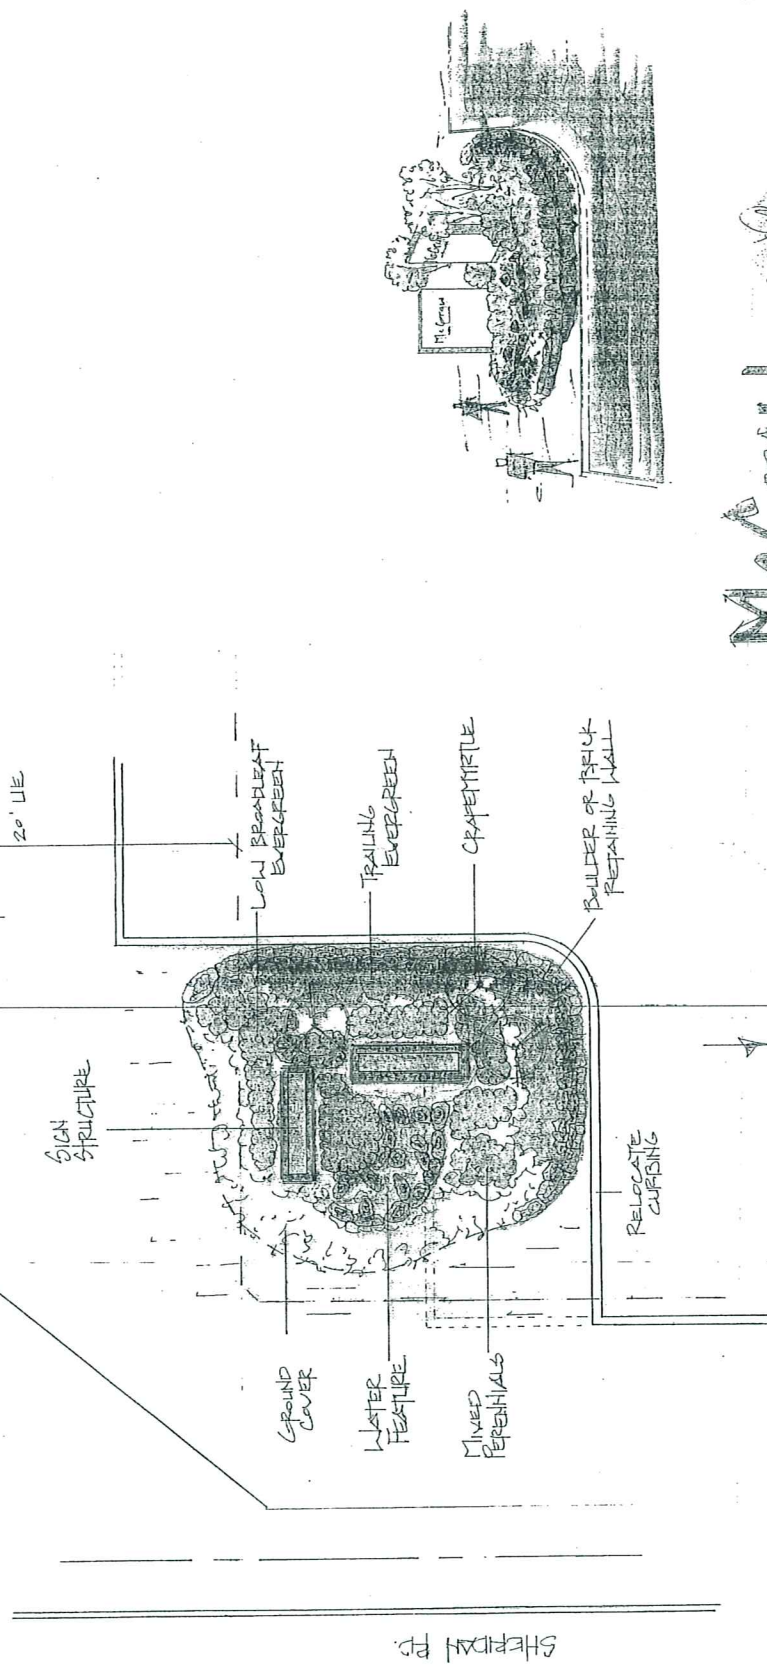 20' U/E
LOW BROADLEAF
EVERGREEN
TRAILING
EVERGREEN
CRAPEMYRTLE
BOULDER OR BRICK
RETAINING WALL
SIGN
STRUCTURE
RELOCATE
CURBING
GROUND
COVER
WATER
FEATURE
MIXED
PERENNIALS
SHERIDAN RD.
McGraw